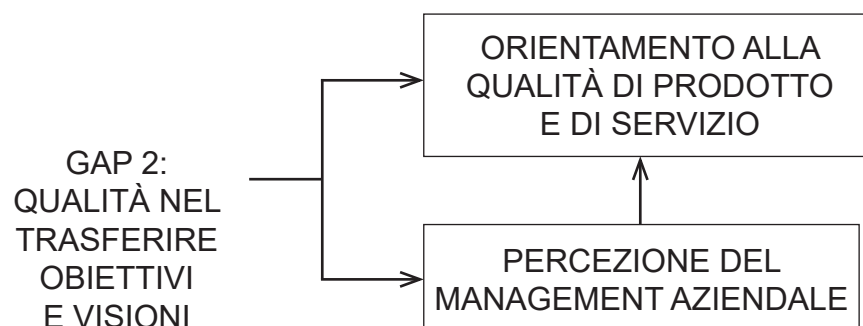 ORIENTAMENTO ALLA
QUALITÀ DI PRODOTTO
E DI SERVIZIO
GAP 2:
QUALITÀ NEL
TRASFERIRE
OBIETTIVI
E VISIONI
PERCEZIONE DEL
MANAGEMENT AZIENDALE